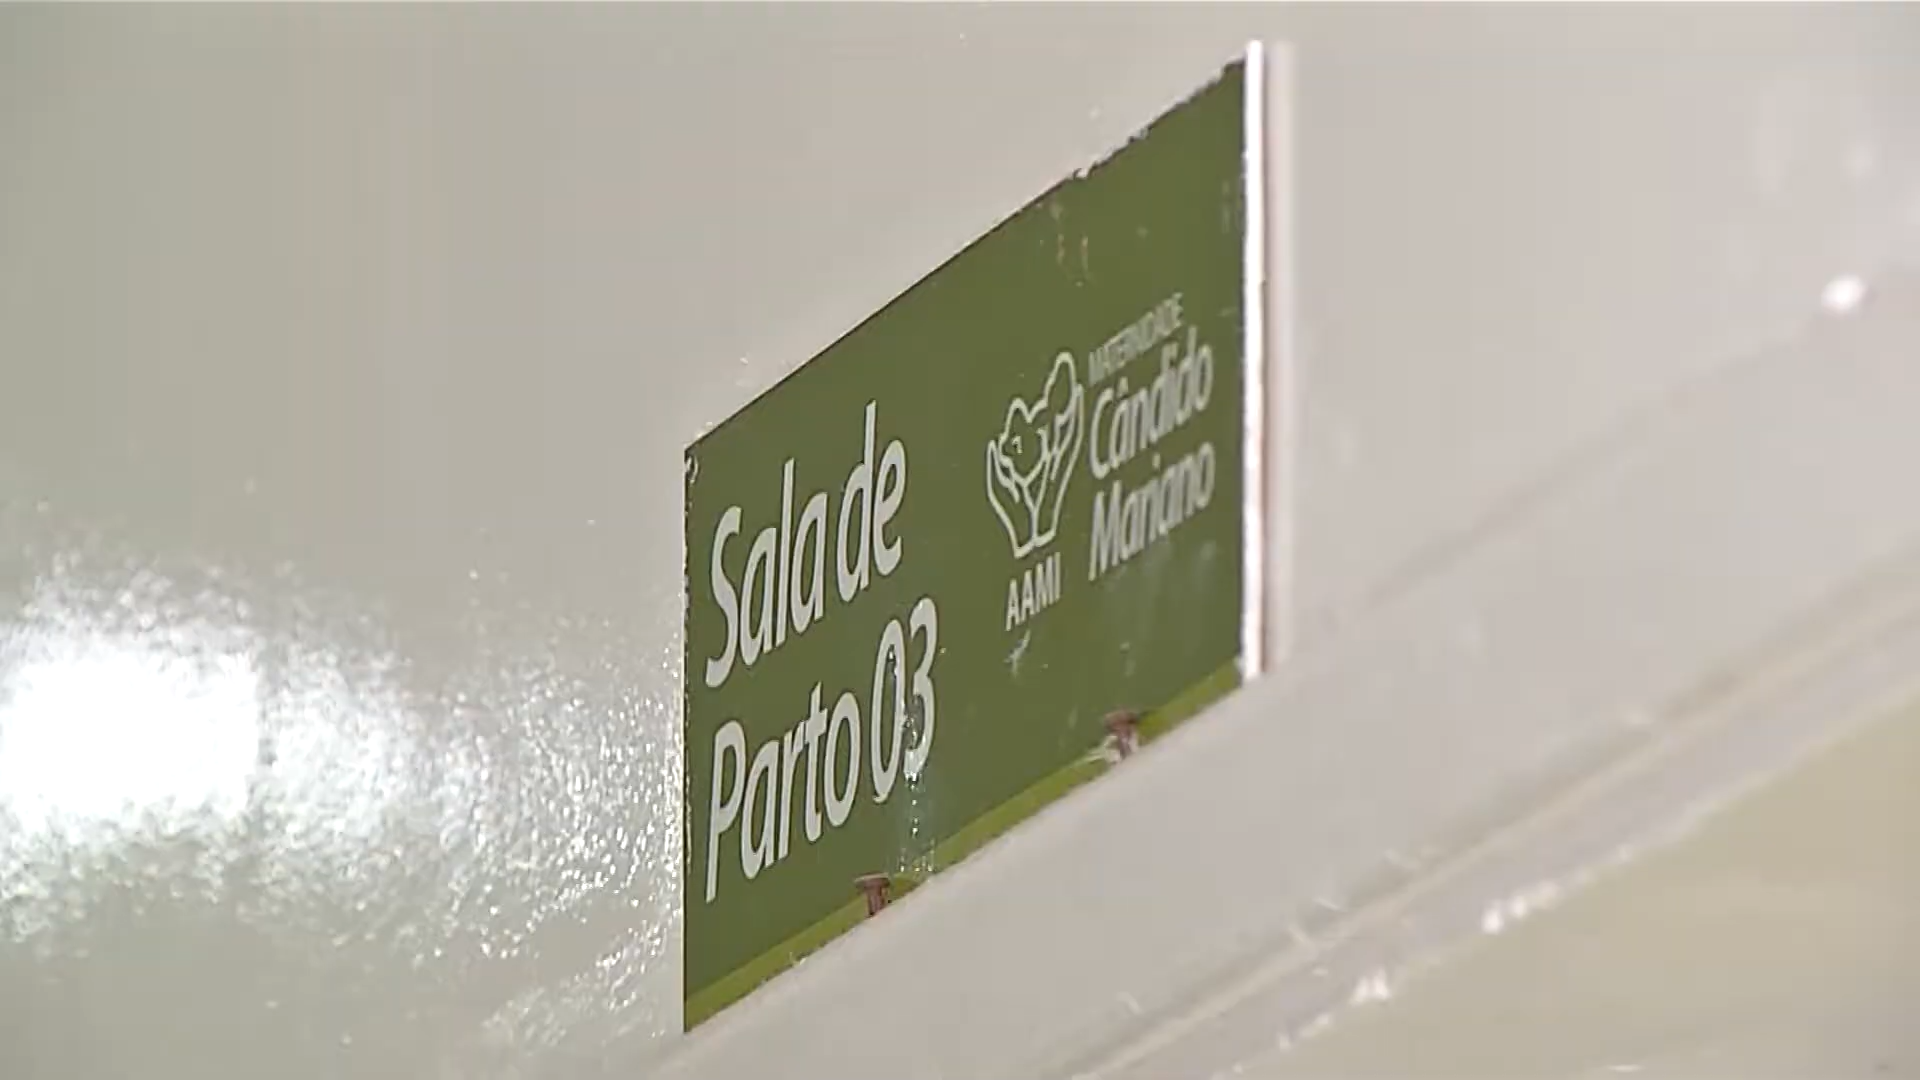 Sala de
Parto 03
AAMI
MATERNIDADE
Cândido
Mariano